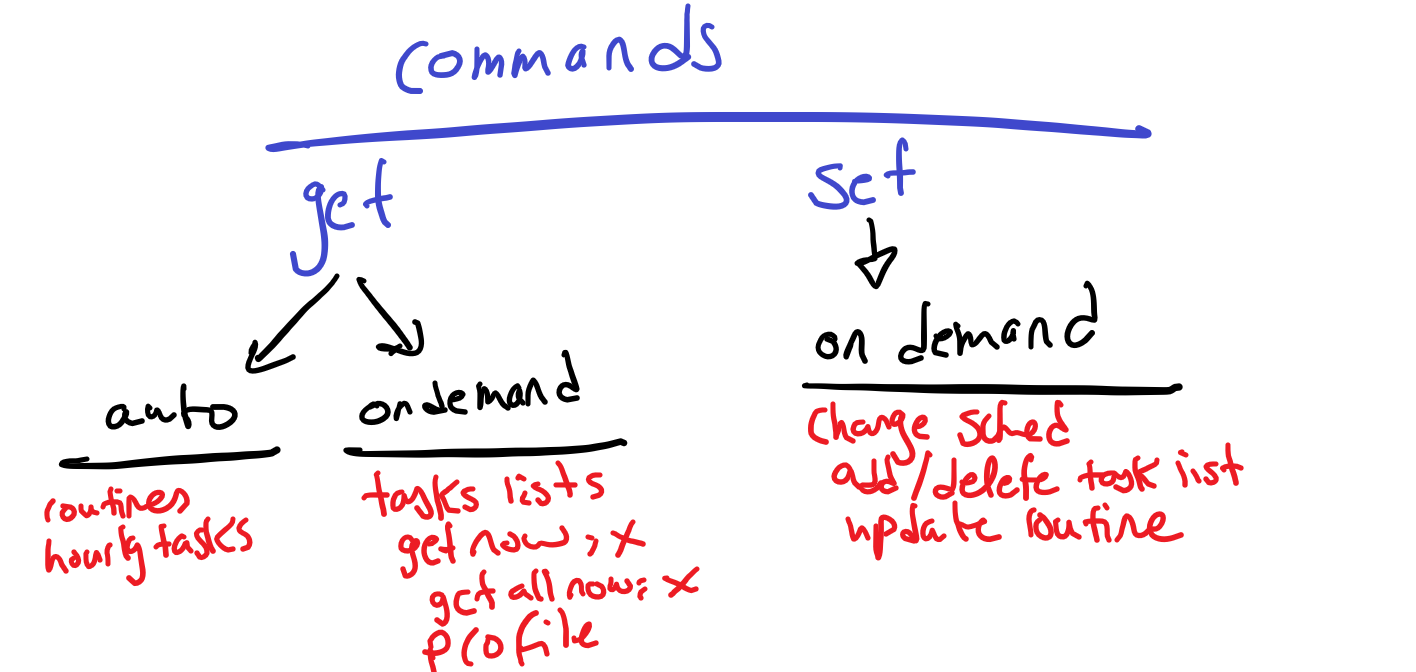 commands
get
set
on demand
auto
ondemand
change sched
add/delete task list
update routine
routines
hourly tasks
tasks lists
get now, x
get all now, x
profile